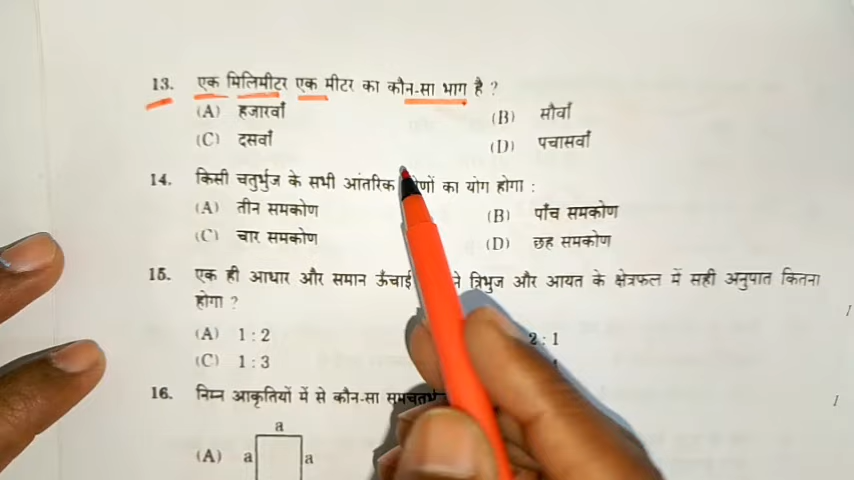 13. एक मिलिमीटर एक मीटर का कौन-सा भाग है ?
(A) हजारवाँ (B) सौवाँ
(C) दसवाँ (D) पचासवाँ
14. किसी चतुर्भुज के सभी आंतरिक का योग होगा :
(A) तीन समकोण (B) पाँच समकोण
(C) चार समकोण (D) छह समकोण
15. एक ही आधार और समान ऊँचाई त्रिभुज और आयत के क्षेत्रफल में सही अनुपात कितना
होगा ?
(A) 1 : 2 2 : 1
(C) 1 : 3
16. निम्न आकृतियों में से कौन-सा
a
(A) a a